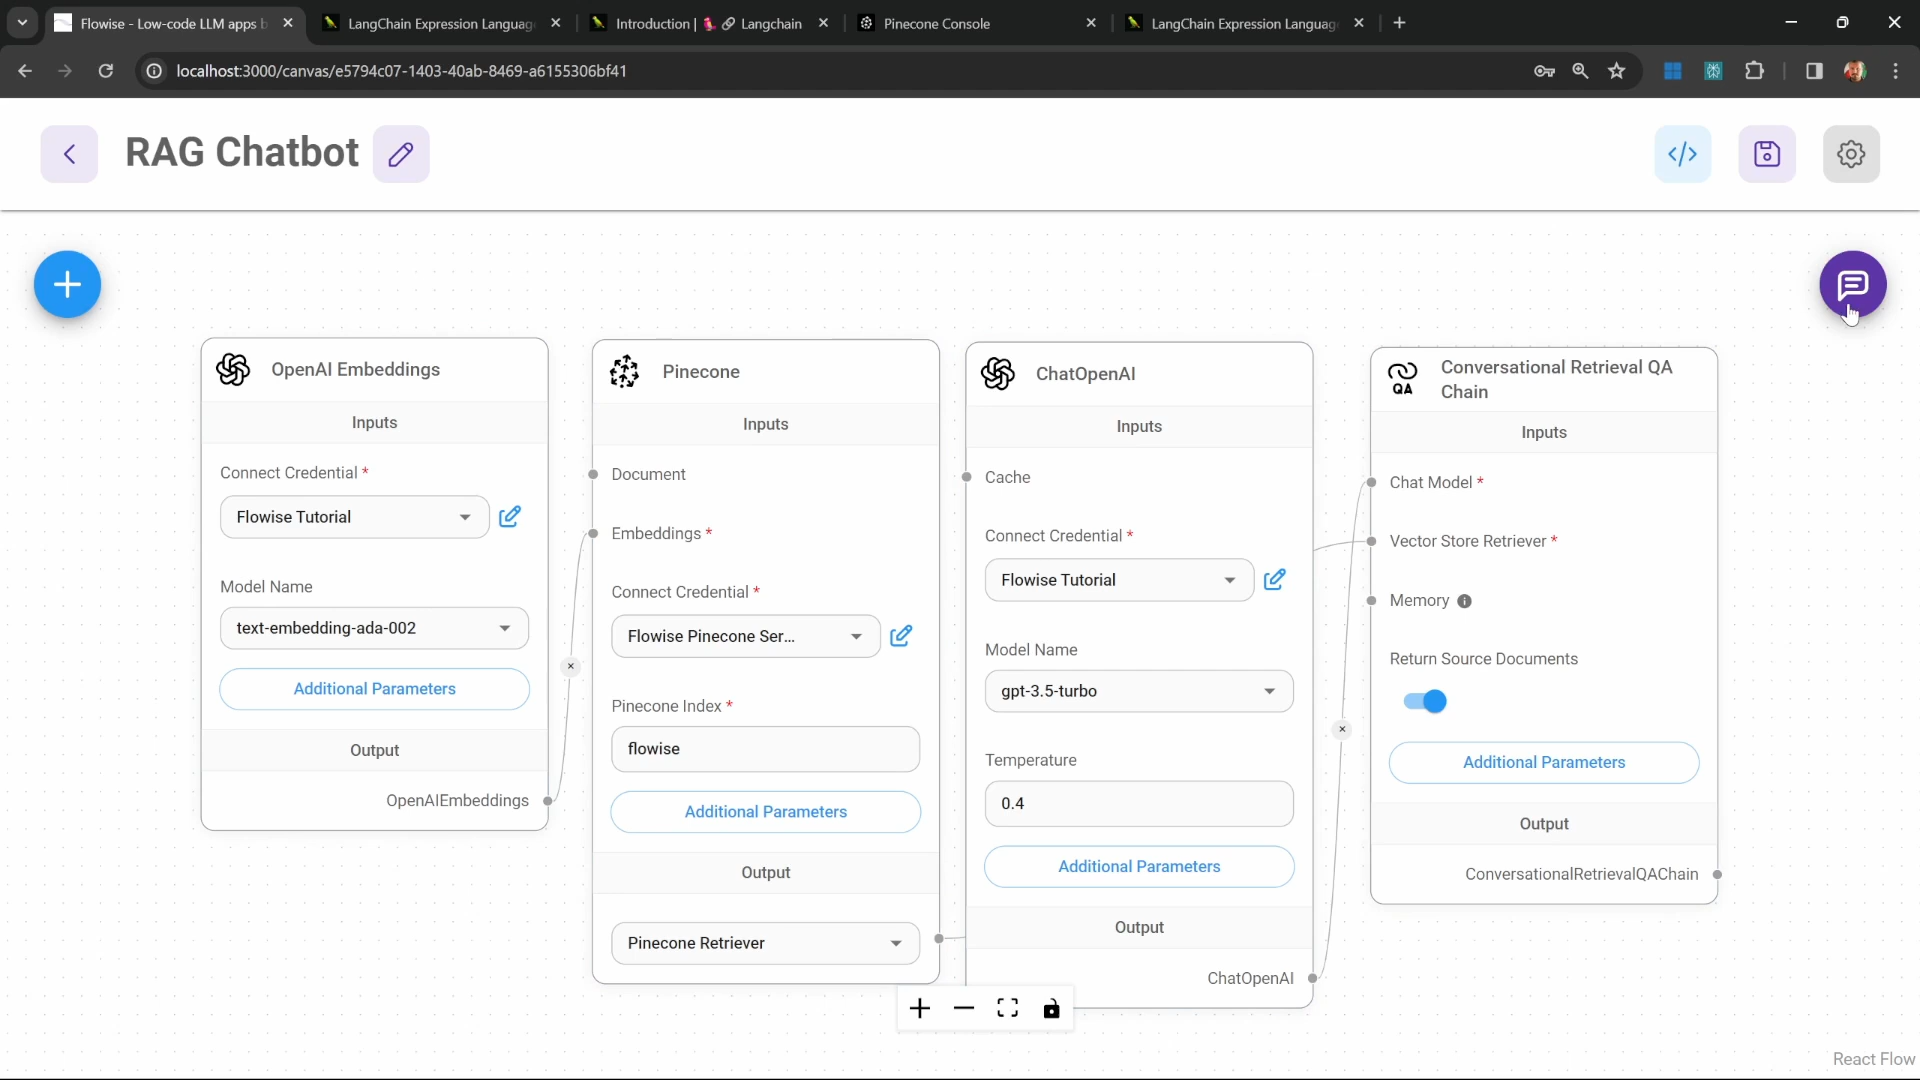 Flowise - Low-code LLM apps b
LangChain Expression Languag
Introduction | Langchain
Pinecone Console
LangChain Expression Languag
localhost:3000/canvas/e5794c07-1403-40ab-8469-a6155306bf41
RAG Chatbot
OpenAI Embeddings
Inputs
Connect Credential *
Flowise Tutorial
Model Name
text-embedding-ada-002
Additional Parameters
Output
OpenAIEmbeddings
Pinecone
Inputs
Document
Embeddings *
Connect Credential *
Flowise Pinecone Ser...
Pinecone Index *
flowise
Additional Parameters
Output
Pinecone Retriever
ChatOpenAI
Inputs
Cache
Connect Credential *
Flowise Tutorial
Model Name
gpt-3.5-turbo
Temperature
0.4
Additional Parameters
Output
ChatOpenAI
QA
Conversational Retrieval QA
Chain
Inputs
Chat Model *
Vector Store Retriever *
Memory
Return Source Documents
Additional Parameters
Output
ConversationalRetrievalQAChain
React Flow